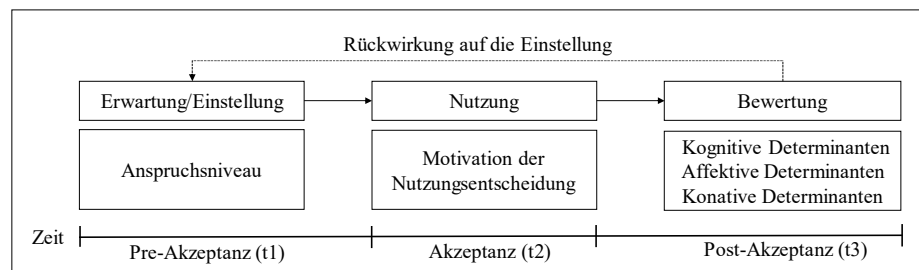 Rückwirkung auf die Einstellung
Erwartung/Einstellung
Nutzung
Bewertung
Anspruchsniveau
Motivation der
Nutzungsentscheidung
Kognitive Determinanten
Affektive Determinanten
Konative Determinanten
Zeit
Pre-Akzeptanz (t1)
Akzeptanz (t2)
Post-Akzeptanz (t3)